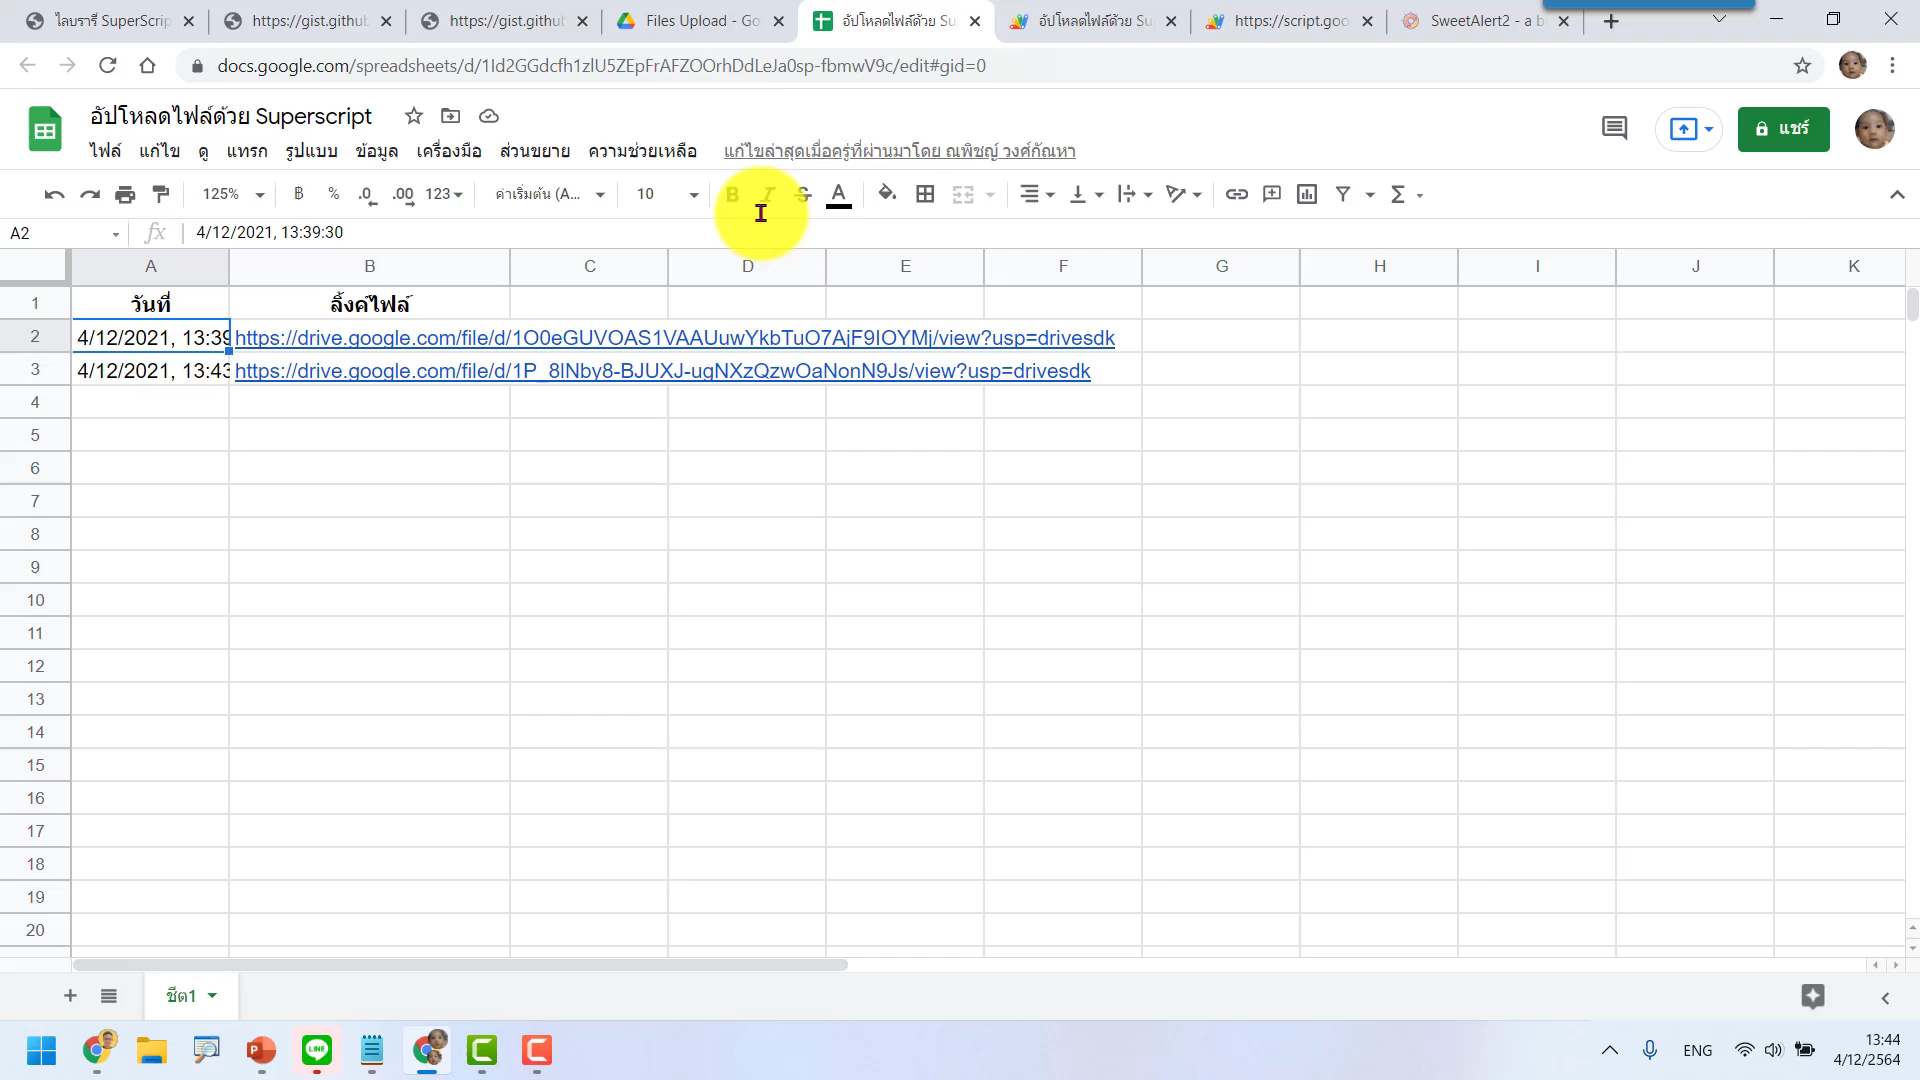 ไลบรารี SuperScrip
https://gist.githu
https://gist.githu
Files Upload - Go
อัปโหลดไฟล์ด้วย Su
อัปโหลดไฟล์ด้วย Su
https://script.goo
SweetAlert2 - a b
docs.google.com/spreadsheets/d/1Id2GGdcfh1zlU5ZEpFrAFZOOrhDdLeJa0sp-fbmwV9c/edit#gid=0
อัปโหลดไฟล์ด้วย Superscript
แชร์
ไฟล์ แก้ไข ดู แทรก รูปแบบ ข้อมูล เครื่องมือ ส่วนขยาย ความช่วยเหลือ แก้ไขล่าสุดเมื่อครู่ที่ผ่านมาโดย ณพิชญ์ วงศ์กัณหา
125% ฿ % .0 .00 123 ค่าเริ่มต้น (A... 10 B I S A Σ
A2 fx 4/12/2021, 13:39:30
A B C D E F G H I J K
1 วันที่ ลิ้งค์ไฟล์
2 4/12/2021, 13:39 https://drive.google.com/file/d/1O0eGUVOAS1VAAUuwYkbTuO7AjF9IOYMj/view?usp=drivesdk
3 4/12/2021, 13:43 https://drive.google.com/file/d/1P_8lNby8-BJUXJ-ugNXzQzwOaNonN9Js/view?usp=drivesdk
4
5
6
7
8
9
10
11
12
13
14
15
16
17
18
19
20
ชีต1
LINE
ENG
13:44
4/12/2564